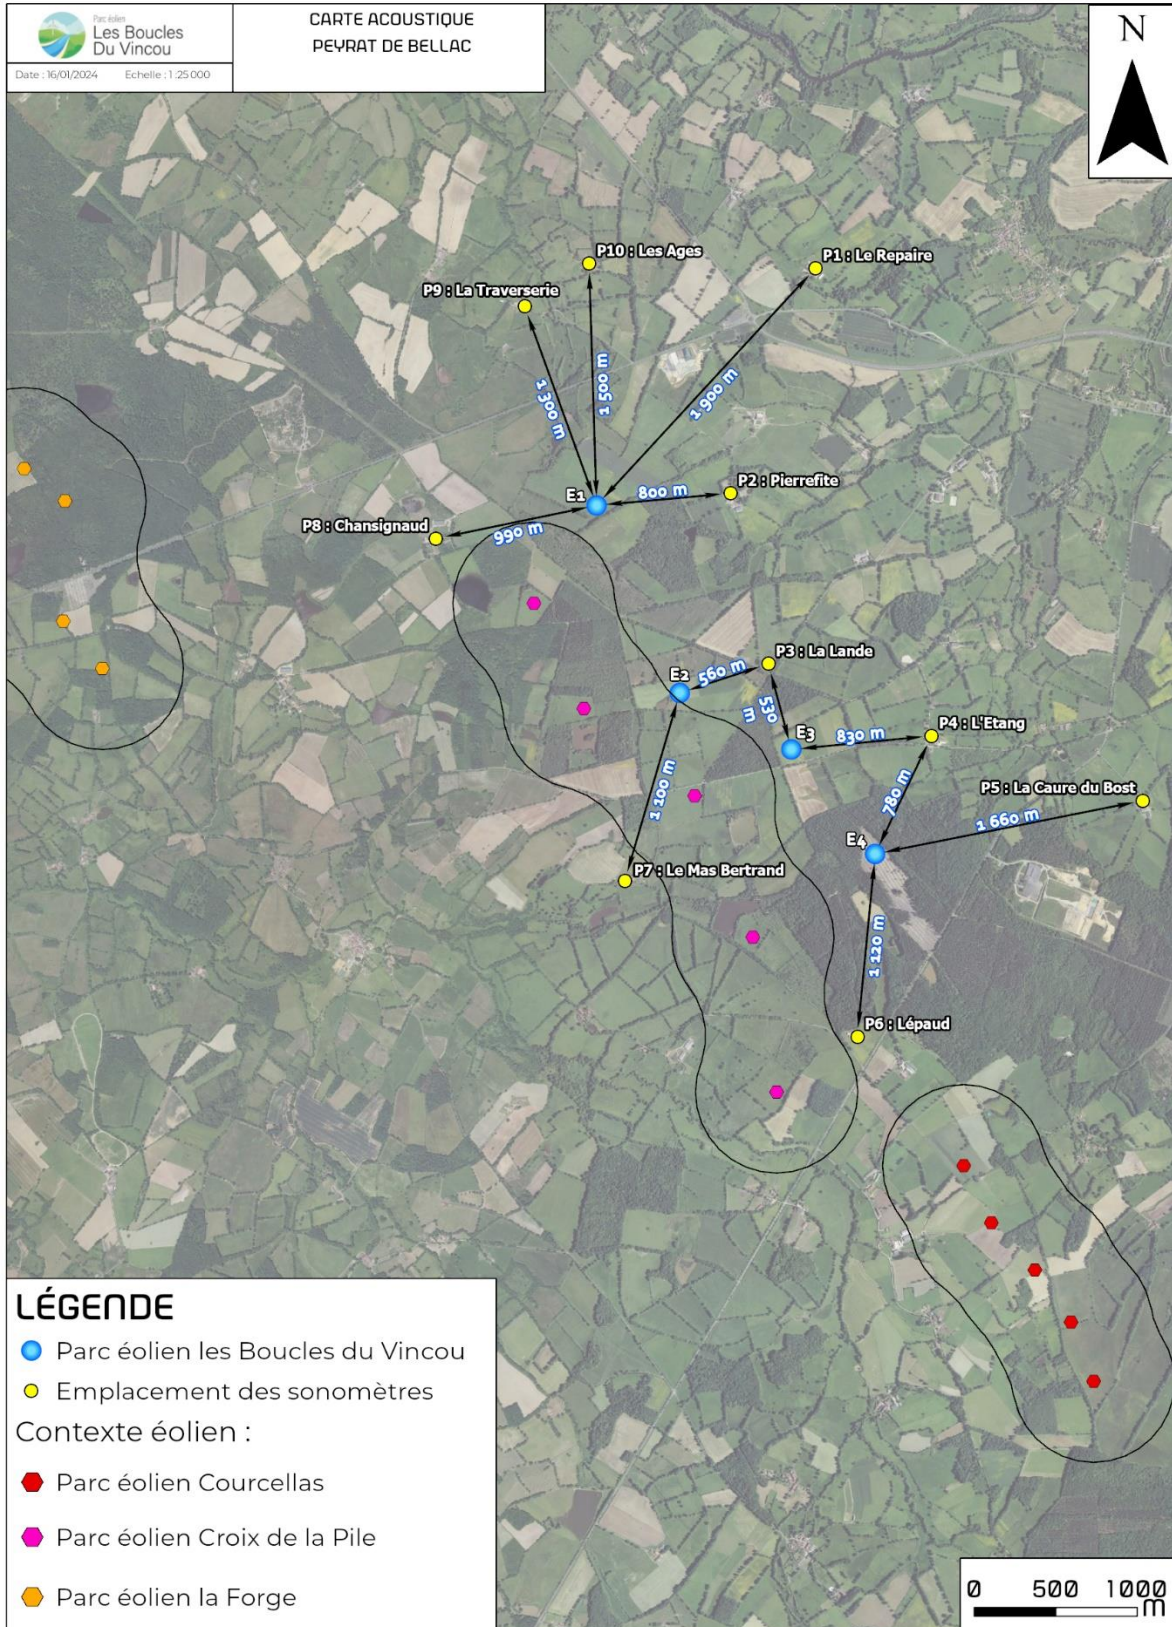 Parc éolien
Les Boucles
Du Vincou
Date : 16/01/2024 Echelle : 1 :25 000
CARTE ACOUSTIQUE
PEYRAT DE BELLAC
N
P10 : Les Ages
P1 : Le Repaire
P9 : La Traverserie
1 300 m
1 500 m
1 900 m
E1
800 m
P2 : Pierrefite
P8 : Chansignaud
990 m
P3 : La Lande
E2
560 m
530 m
E3
830 m
P4 : L'Etang
1 100 m
780 m
P5 : La Caure du Bost
1 660 m
E4
P7 : Le Mas Bertrand
1 120 m
P6 : Lépaud
LÉGENDE
Parc éolien les Boucles du Vincou
Emplacement des sonomètres
Contexte éolien :
Parc éolien Courcellas
Parc éolien Croix de la Pile
Parc éolien la Forge
0 500 1000
m